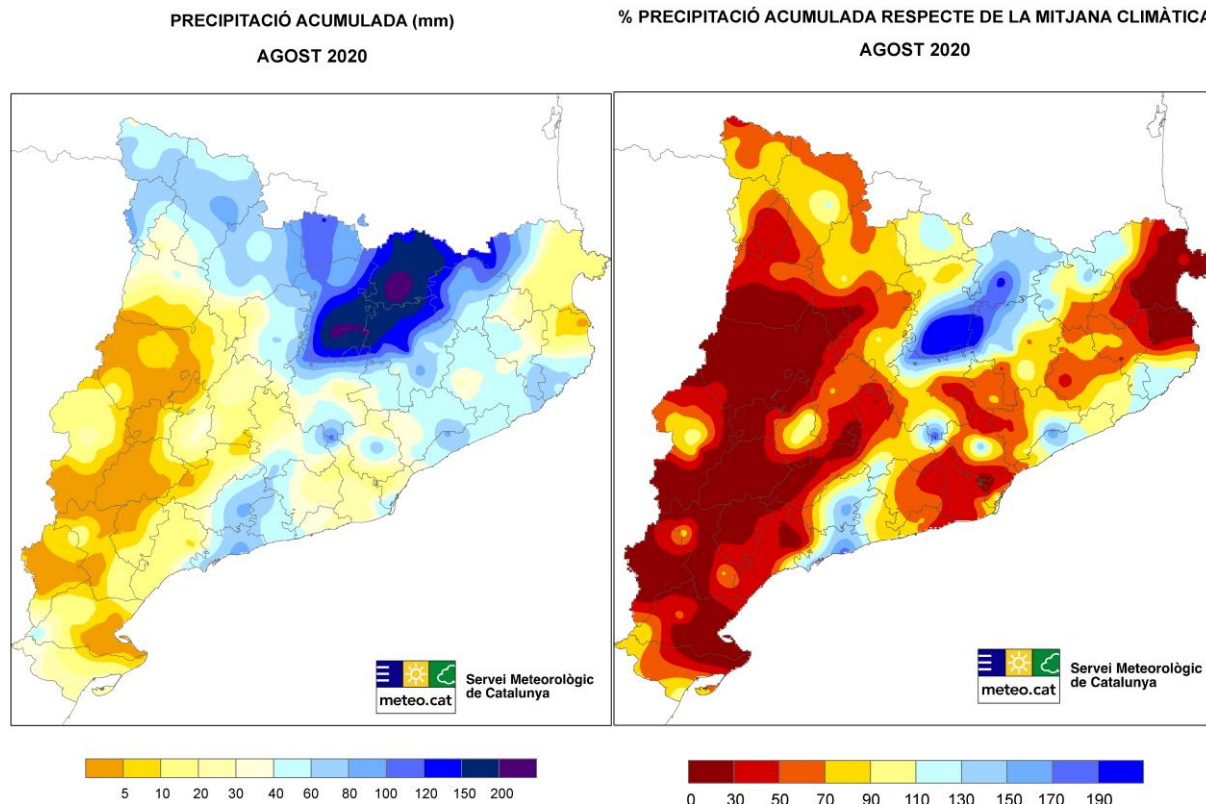 PRECIPITACIÓ ACUMULADA (mm)
AGOST 2020
% PRECIPITACIÓ ACUMULADA RESPECTE DE LA MITJANA CLIMÀTICA
AGOST 2020
meteo.cat
Servei Meteorològic
de Catalunya
meteo.cat
Servei Meteorològic
de Catalunya
5 10 20 30 40 60 80 100 120 150 200
0 30 50 70 90 110 130 150 170 190